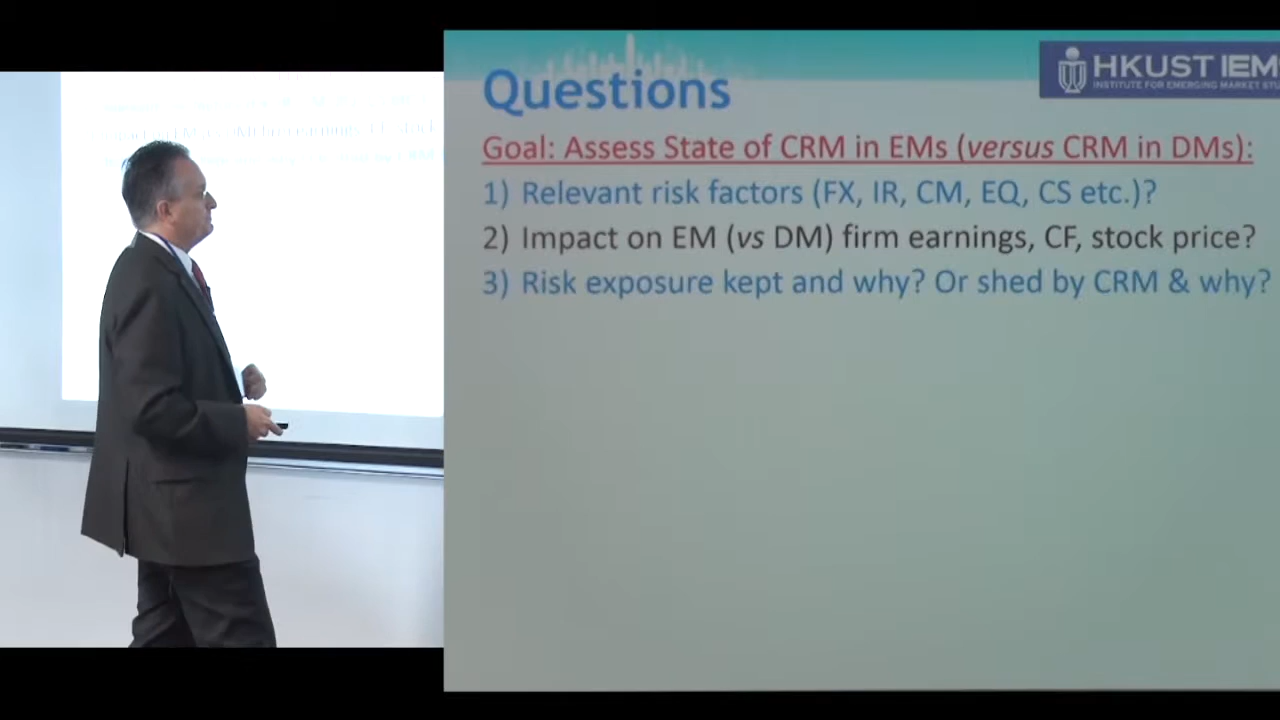 HKUST IEMS
INSTITUTE FOR EMERGING MARKET STU
Questions
Goal: Assess State of CRM in EMs (versus CRM in DMs):
1) Relevant risk factors (FX, IR, CM, EQ, CS etc.)?
2) Impact on EM (vs DM) firm earnings, CF, stock price?
3) Risk exposure kept and why? Or shed by CRM & why?